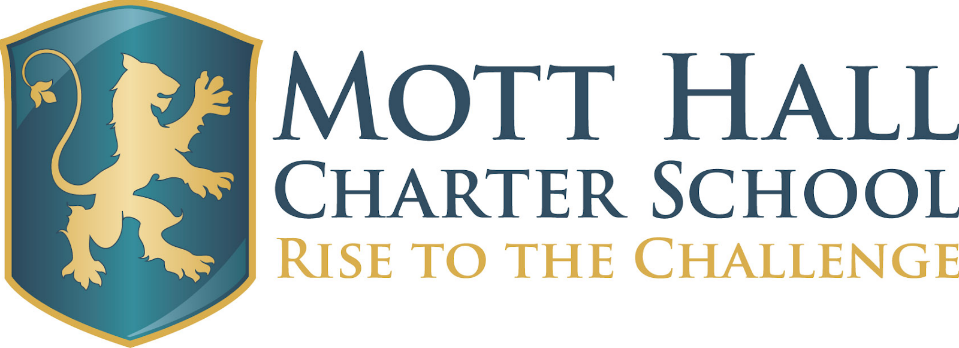 Mott Hall
Charter School
Rise to the Challenge